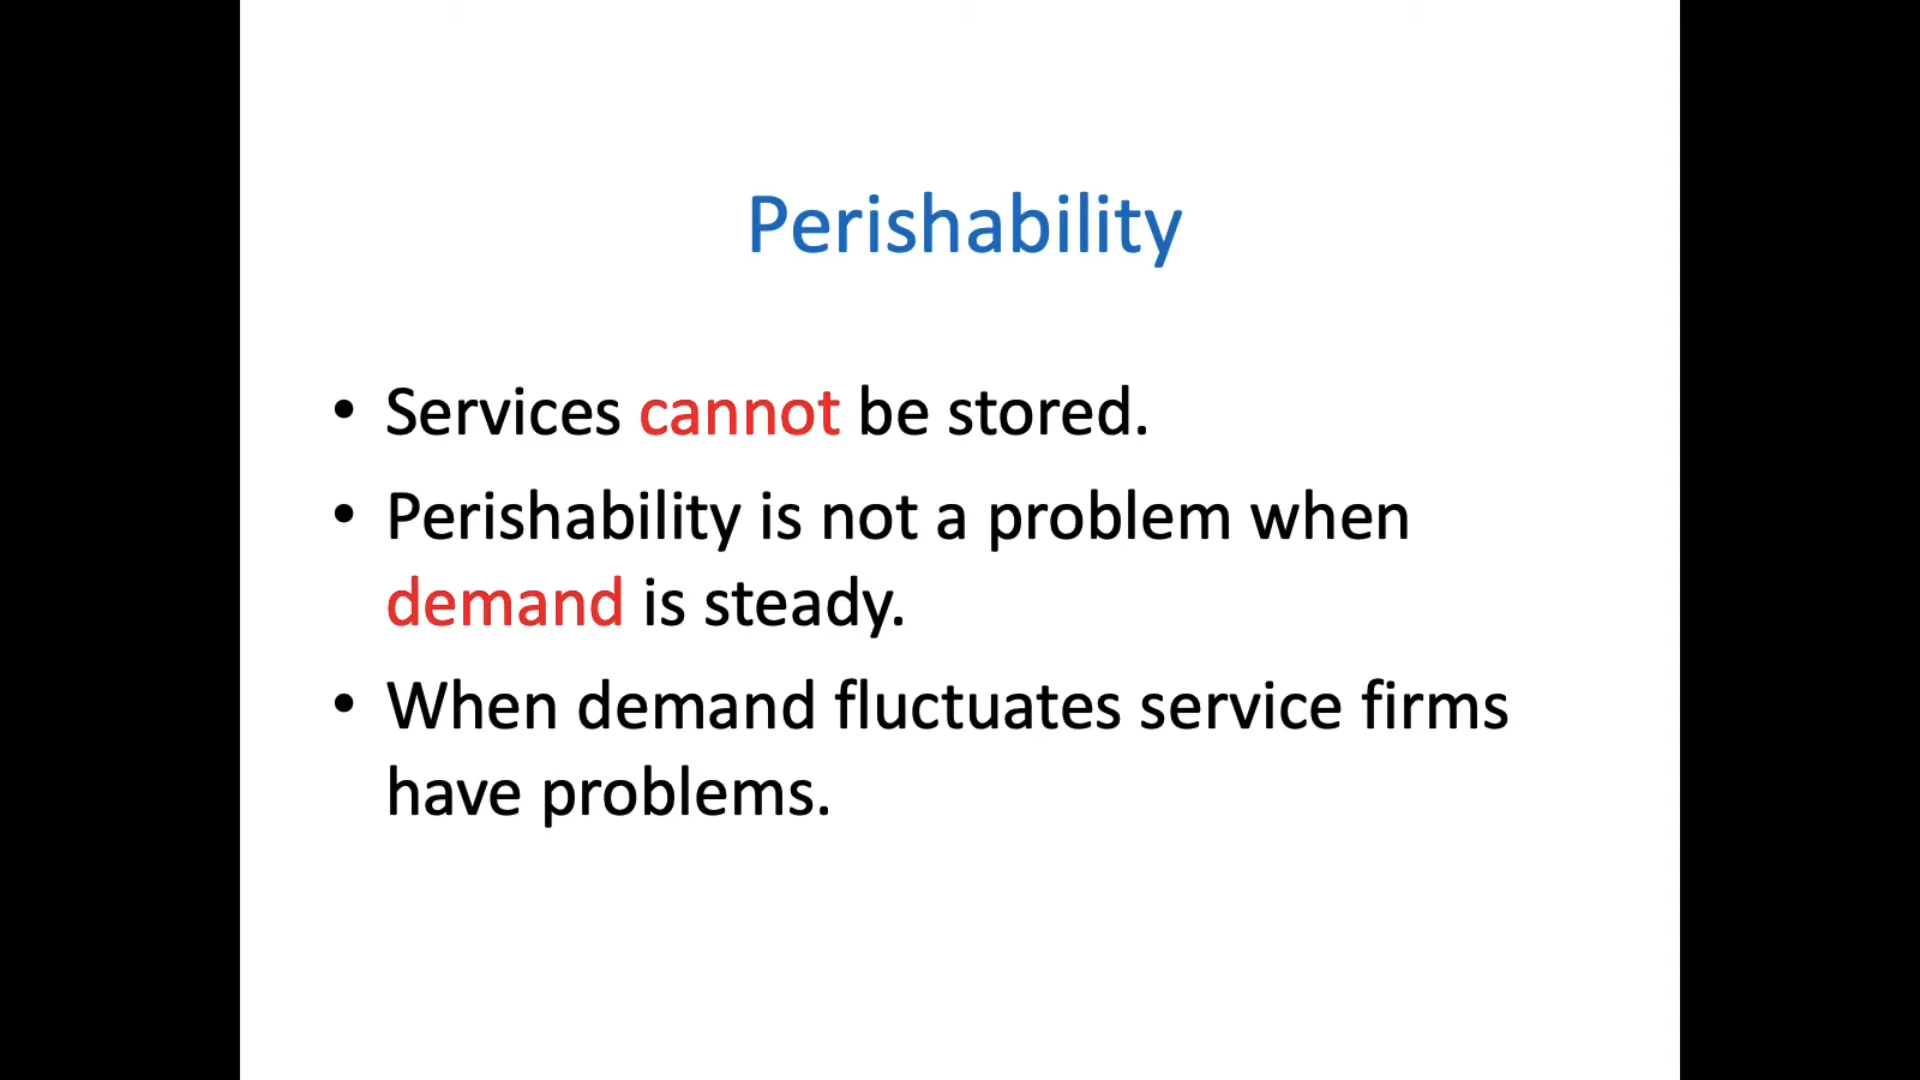 Perishability
• Services cannot be stored.
• Perishability is not a problem when
demand is steady.
• When demand fluctuates service firms
have problems.